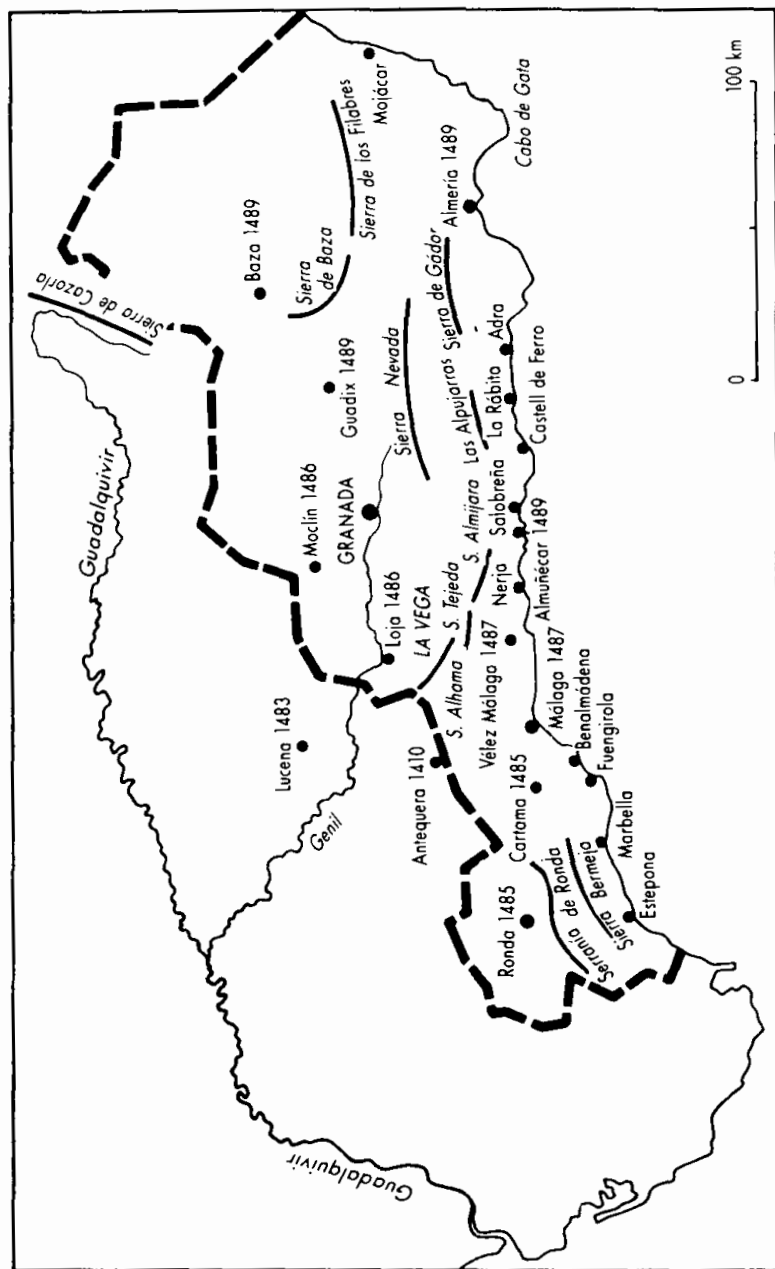 Guadalquivir
Sierra de Cazorla
Guadalquivir
Baza 1489
Sierra
de Baza
Sierra de los Filabres
Mojácar
Guadix 1489
Moclín 1486
GRANADA
Sierra Nevada
Lucena 1483
Genil
Loja 1486
LA VEGA
Antequera 1410
S. Alhama
S. Tejeda
S. Almijara
Las Alpujarras
Sierra de Gádor
Almería 1489
Cabo de Gata
Adra
La Rábita
Castell de Ferro
Salobreña
Almuñécar 1489
Nerja
Vélez Málaga 1487
Málaga 1487
Benalmádena
Fuengirola
Cartama 1485
Ronda 1485
Serranía de Ronda
Sierra Bermeja
Marbella
Estepona
0 100 km